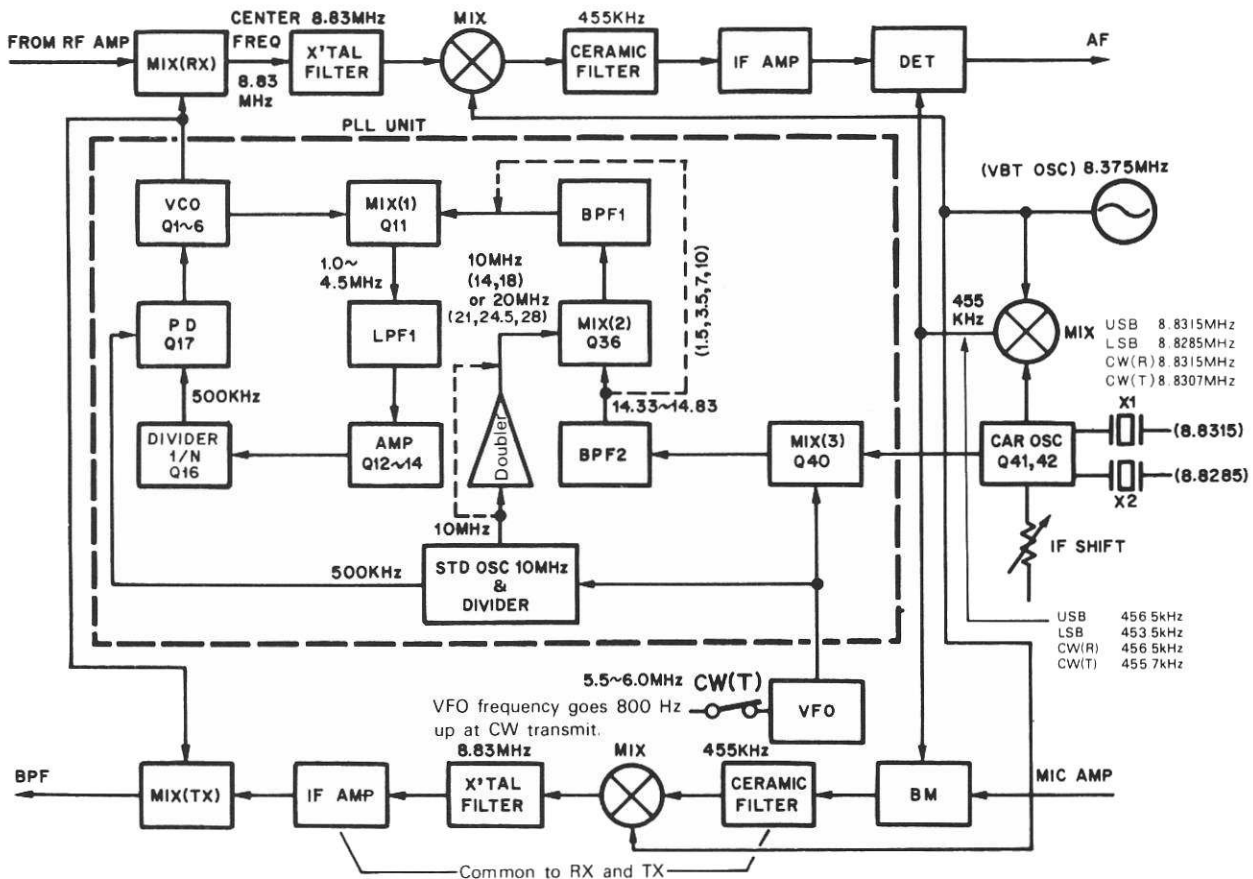 CENTER 8.83MHz
FREQ
FROM RF AMP
MIX(RX)
8.83
MHz
X'TAL
FILTER
MIX
455KHz
CERAMIC
FILTER
IF AMP
DET
AF
PLL UNIT
VCO
Q1~6
MIX(1)
Q11
BPF1
(VBT OSC) 8.375MHz
1.0~
4.5MHz
10MHz
(14,18)
or 20MHz
(21,24.5,28)
(1.5,3.5,7,10)
PD
Q17
LPF1
MIX(2)
Q36
455
KHz
MIX
USB 8.8315MHz
LSB 8.8285MHz
CW(R) 8.8315MHz
CW(T) 8.8307MHz
500KHz
14.33~14.83
DIVIDER
1/N
Q16
AMP
Q12~14
Doubler
BPF2
MIX(3)
Q40
CAR OSC
Q41,42
X1
(8.8315)
X2
(8.8285)
10MHz
IF SHIFT
500KHz
STD OSC 10MHz
&
DIVIDER
USB 456.5kHz
LSB 453.5kHz
CW(R) 456.5kHz
CW(T) 455.7kHz
5.5~6.0MHz
CW(T)
VFO
VFO frequency goes 800 Hz
up at CW transmit.
BPF
MIX(TX)
IF AMP
8.83MHz
X'TAL
FILTER
MIX
455KHz
CERAMIC
FILTER
BM
MIC AMP
Common to RX and TX